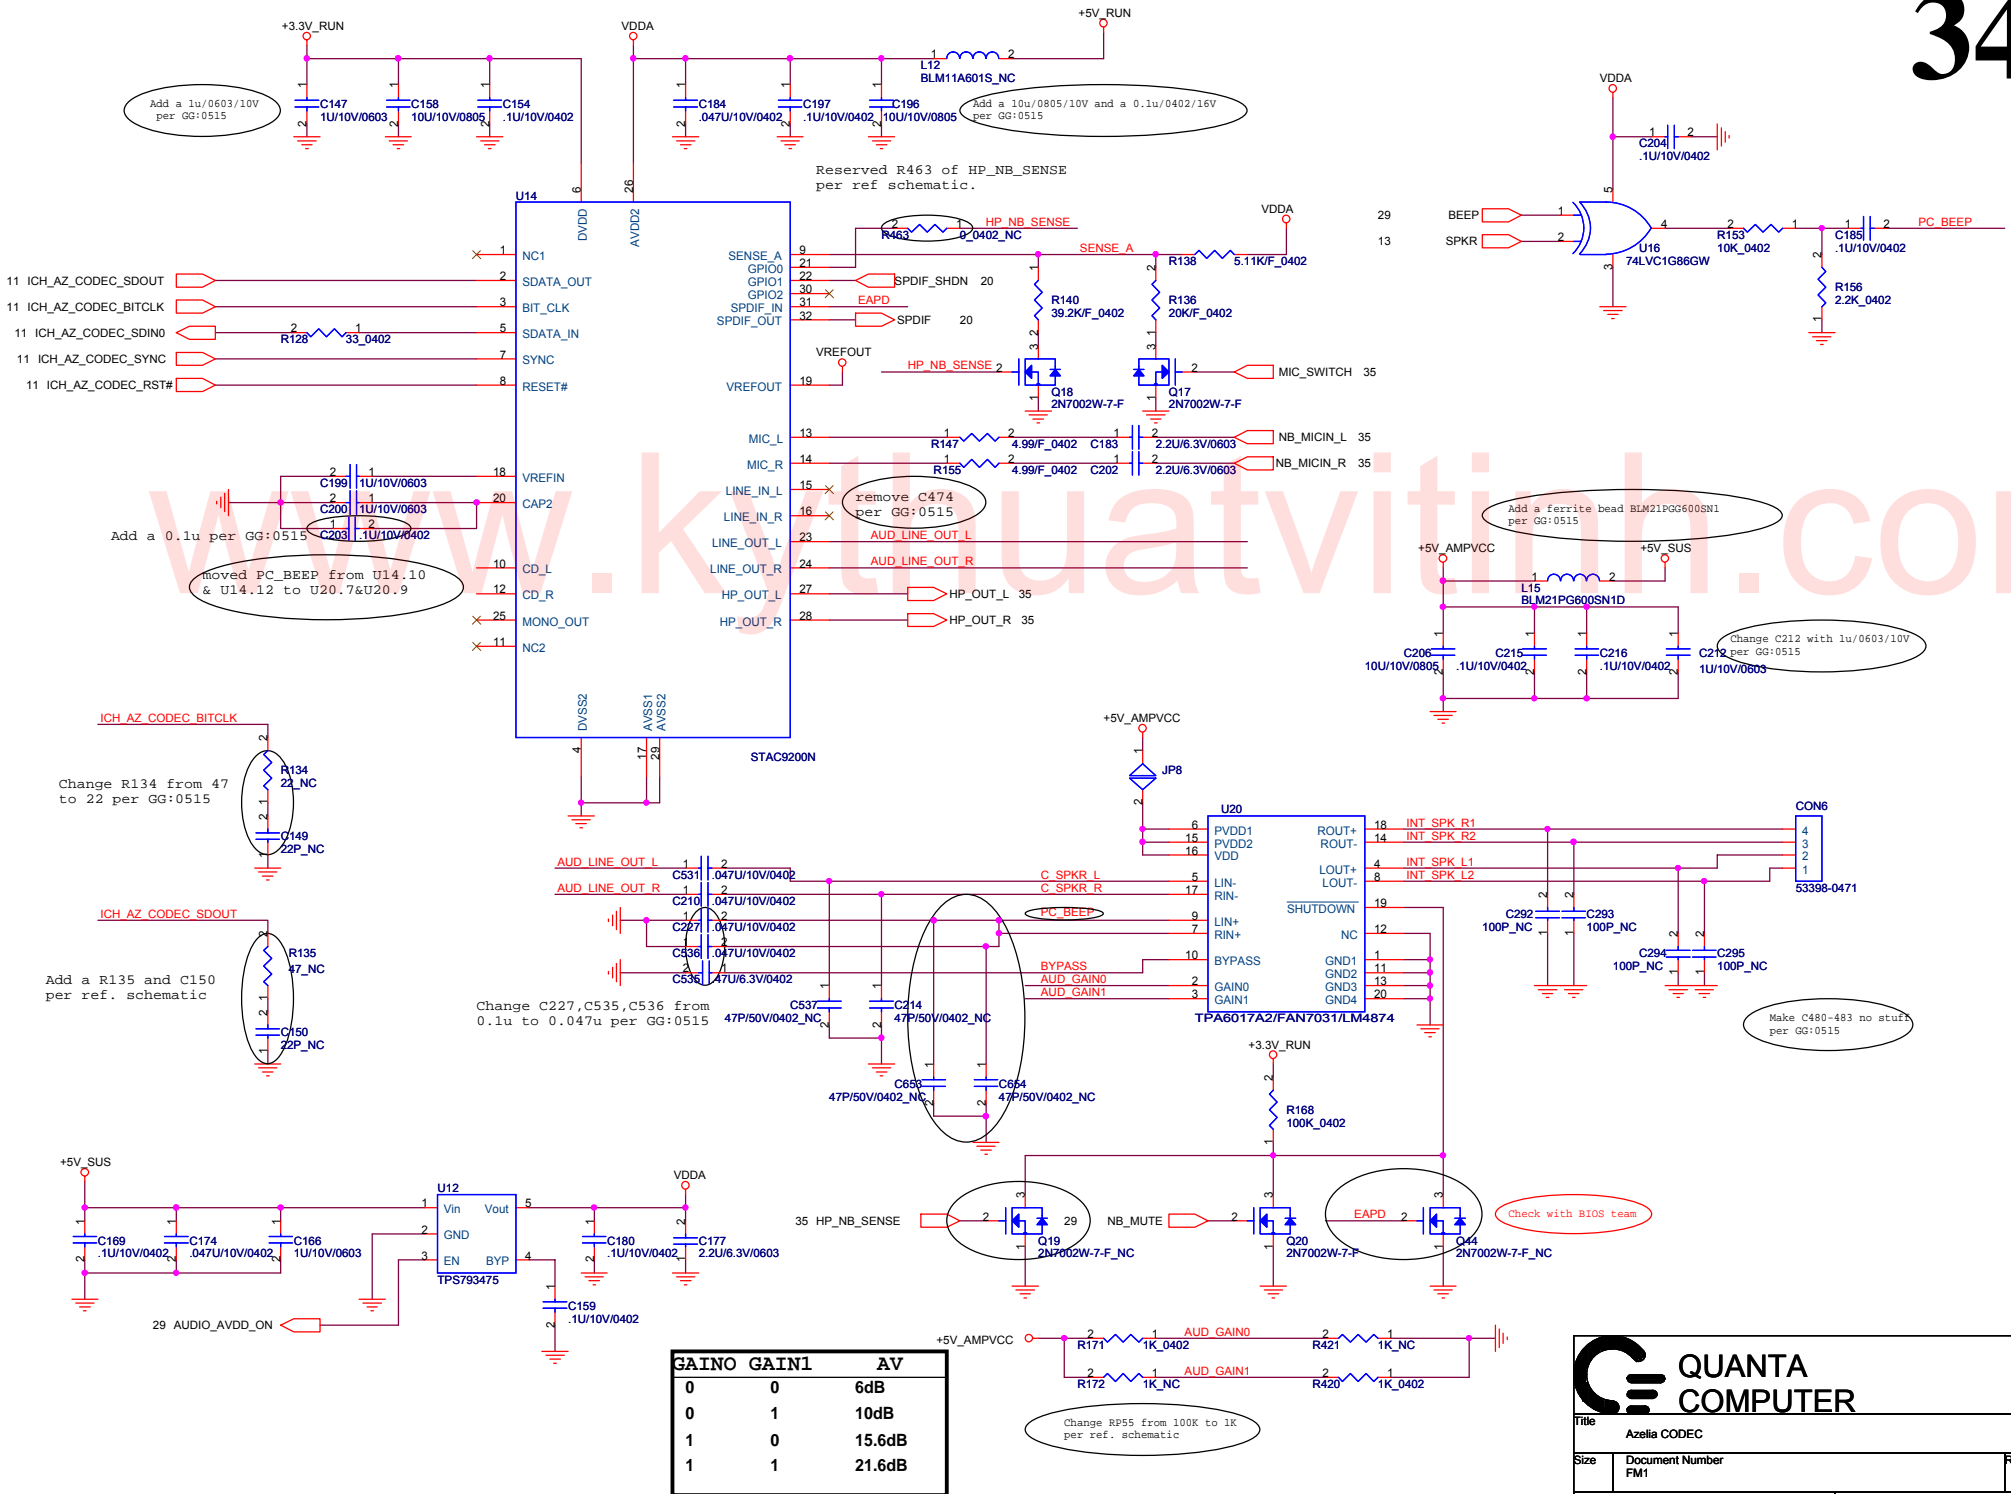 34
+3.3V_RUN
VDDA
+5V_RUN
VDDA
L12
BLM11A601S_NC
Add a 1u/0603/10V
per GG:0515
C147
1U/10V/0603
C158
10U/10V/0805
C154
.1U/10V/0402
C184
.047U/10V/0402
C197
.1U/10V/0402
C196
10U/10V/0805
Add a 10u/0805/10V and a 0.1u/0402/16V
per GG:0515
C204
.1U/10V/0402
Reserved R463 of HP_NB_SENSE
per ref schematic.
U14
DVDD
AVDD2
NC1
SDATA_OUT
BIT_CLK
SDATA_IN
SYNC
RESET#
VREFIN
CAP2
CD_L
CD_R
MONO_OUT
NC2
DVSS2
AVSS1
AVSS2
SENSE_A
GPIO0
GPIO1
GPIO2
SPDIF_IN
SPDIF_OUT
VREFOUT
MIC_L
MIC_R
LINE_IN_L
LINE_IN_R
LINE_OUT_L
LINE_OUT_R
HP_OUT_L
HP_OUT_R
STAC9200N
11 ICH_AZ_CODEC_SDOUT
11 ICH_AZ_CODEC_BITCLK
11 ICH_AZ_CODEC_SDIN0
11 ICH_AZ_CODEC_SYNC
11 ICH_AZ_CODEC_RST#
R128
33_0402
R463
0_0402_NC
HP_NB_SENSE
SENSE_A
R138
5.11K/F_0402
VDDA
SPDIF_SHDN 20
EAPD
SPDIF 20
R140
39.2K/F_0402
R136
20K/F_0402
VREFOUT
HP_NB_SENSE
Q18
2N7002W-7-F
Q17
2N7002W-7-F
MIC_SWITCH 35
29 BEEP
13 SPKR
U16
74LVC1G86GW
R153
10K_0402
C185
.1U/10V/0402
PC_BEEP
R156
2.2K_0402
R147
4.99/F_0402
C183
2.2U/6.3V/0603
NB_MICIN_L 35
R155
4.99/F_0402
C202
2.2U/6.3V/0603
NB_MICIN_R 35
www.kythuatvitinh.co
C199
1U/10V/0603
C200
1U/10V/0603
C203
.1U/10V/0402
Add a 0.1u per GG:0515
moved PC_BEEP from U14.10
& U14.12 to U20.7&U20.9
remove C474
per GG:0515
AUD_LINE_OUT_L
AUD_LINE_OUT_R
HP_OUT_L 35
HP_OUT_R 35
Add a ferrite bead BLM21PGG600SN1
per GG:0515
+5V_AMPVCC
+5V_SUS
L15
BLM21PG600SN1D
C206
10U/10V/0805
C215
.1U/10V/0402
C216
.1U/10V/0402
C212
1U/10V/0603
Change C212 with 1u/0603/10V
per GG:0515
ICH_AZ_CODEC_BITCLK
R134
22_NC
C149
22P_NC
Change R134 from 47
to 22 per GG:0515
ICH_AZ_CODEC_SDOUT
R135
47_NC
C150
22P_NC
Add a R135 and C150
per ref. schematic
+5V_AMPVCC
JP8
U20
PVDD1
PVDD2
VDD
LIN-
RIN-
LIN+
RIN+
BYPASS
GAIN0
GAIN1
ROUT+
ROUT-
LOUT+
LOUT-
SHUTDOWN
NC
GND1
GND2
GND3
GND4
TPA6017A2/FAN7031/LM4874
AUD_LINE_OUT_L
C531
.047U/10V/0402
AUD_LINE_OUT_R
C210
.047U/10V/0402
C227
.047U/10V/0402
C536
.047U/10V/0402
C535
.47U/6.3V/0402
C_SPKR_L
C_SPKR_R
PC_BEEP
BYPASS
AUD_GAIN0
AUD_GAIN1
Change C227,C535,C536 from
0.1u to 0.047u per GG:0515
C537
47P/50V/0402_NC
C214
47P/50V/0402_NC
C653
47P/50V/0402_NC
C654
47P/50V/0402_NC
INT_SPK_R1
INT_SPK_R2
INT_SPK_L1
INT_SPK_L2
CON6
4
3
2
1
53398-0471
C292
100P_NC
C293
100P_NC
C294
100P_NC
C295
100P_NC
Make C480-483 no stuff
per GG:0515
+3.3V_RUN
R168
100K_0402
35 HP_NB_SENSE
Q19
2N7002W-7-F_NC
29 NB_MUTE
Q20
2N7002W-7-F
EAPD
Q44
2N7002W-7-F_NC
Check with BIOS team
+5V_SUS
C169
.1U/10V/0402
C174
.047U/10V/0402
C166
1U/10V/0603
U12
Vin
GND
EN
Vout
BYP
TPS793475
VDDA
C180
.1U/10V/0402
C177
2.2U/6.3V/0603
C159
.1U/10V/0402
29 AUDIO_AVDD_ON
+5V_AMPVCC
R171
1K_0402
AUD_GAIN0
R421
1K_NC
R172
1K_NC
AUD_GAIN1
R420
1K_0402
Change RP55 from 100K to 1K
per ref. schematic
GAINO GAIN1 AV
0 0 6dB
0 1 10dB
1 0 15.6dB
1 1 21.6dB
QUANTA
COMPUTER
Title
Azelia CODEC
Size
Document Number
FM1